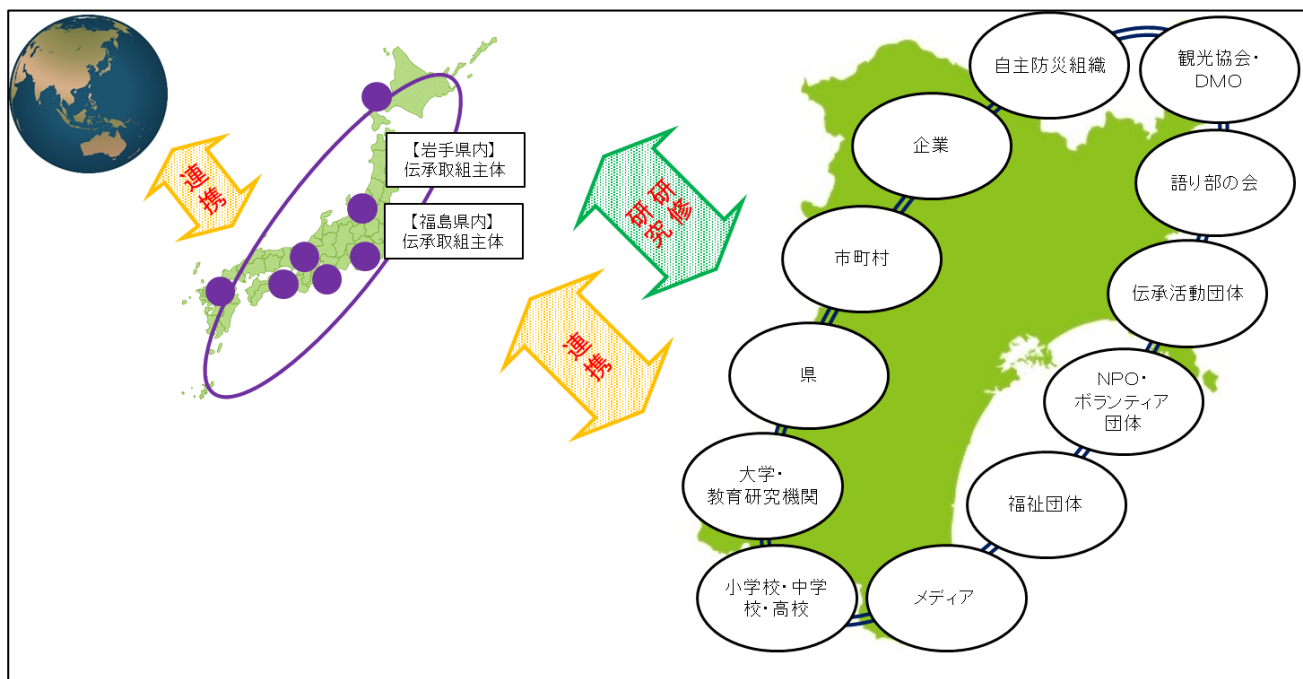 連携
【岩手県内】
伝承取組主体
【福島県内】
伝承取組主体
研修
研究
連携
自主防災組織
観光協会・
DMO
企業
語り部の会
市町村
伝承活動団体
県
NPO・
ボランティア
団体
大学・
教育研究機関
福祉団体
小学校・中学
校・高校
メディア